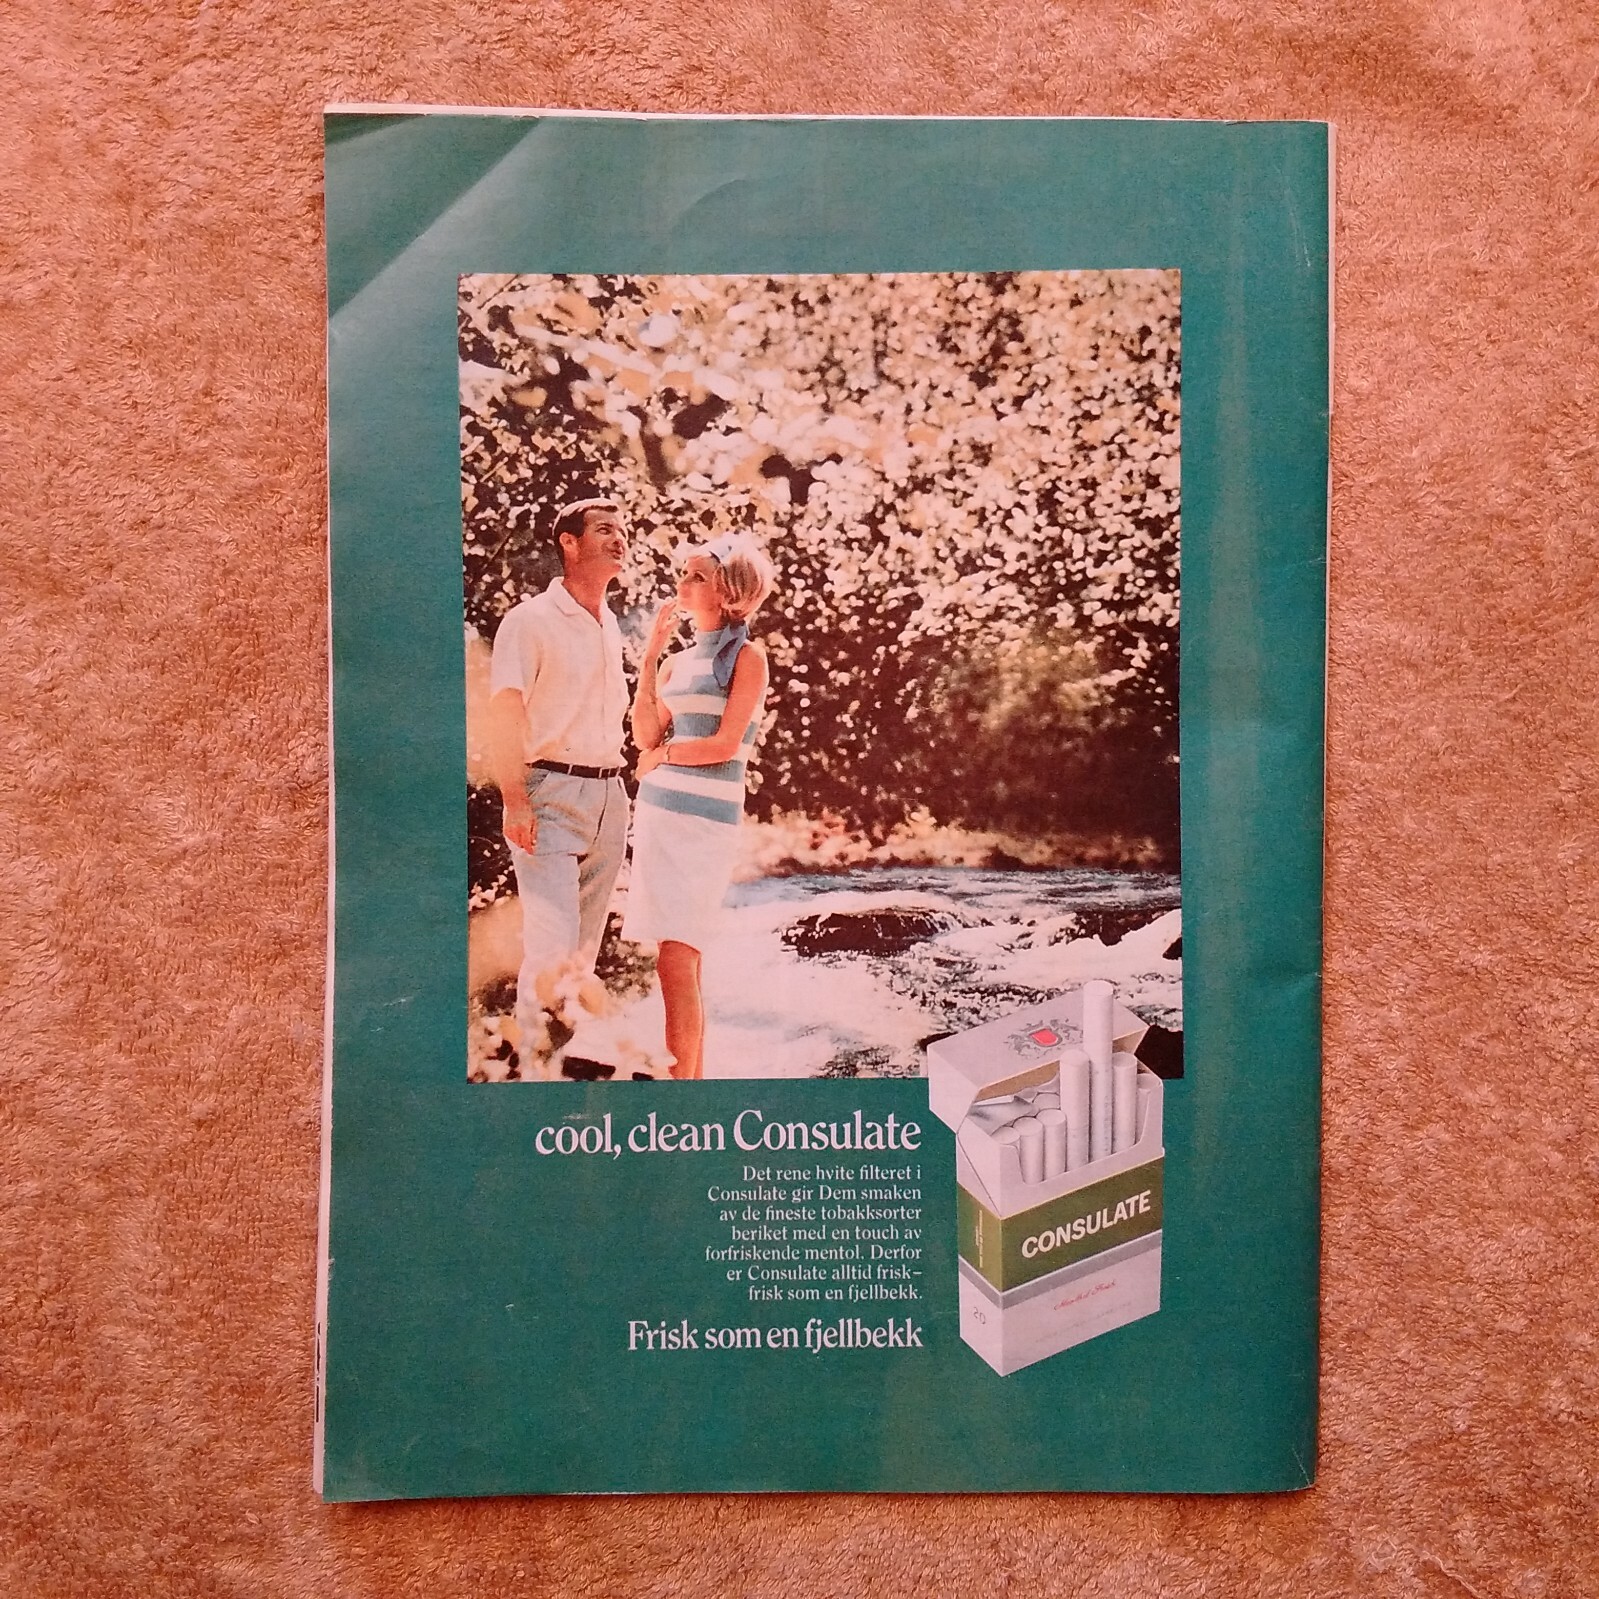 cool, clean Consulate
Det rene hvite filteret i
Consulate gir Dem smaken
av de fineste tobakksorter
beriket med en touch av
forfriskende mentol. Derfor
er Consulate alltid frisk–
frisk som en fjellbekk.
Frisk som en fjellbekk
CONSULATE
20